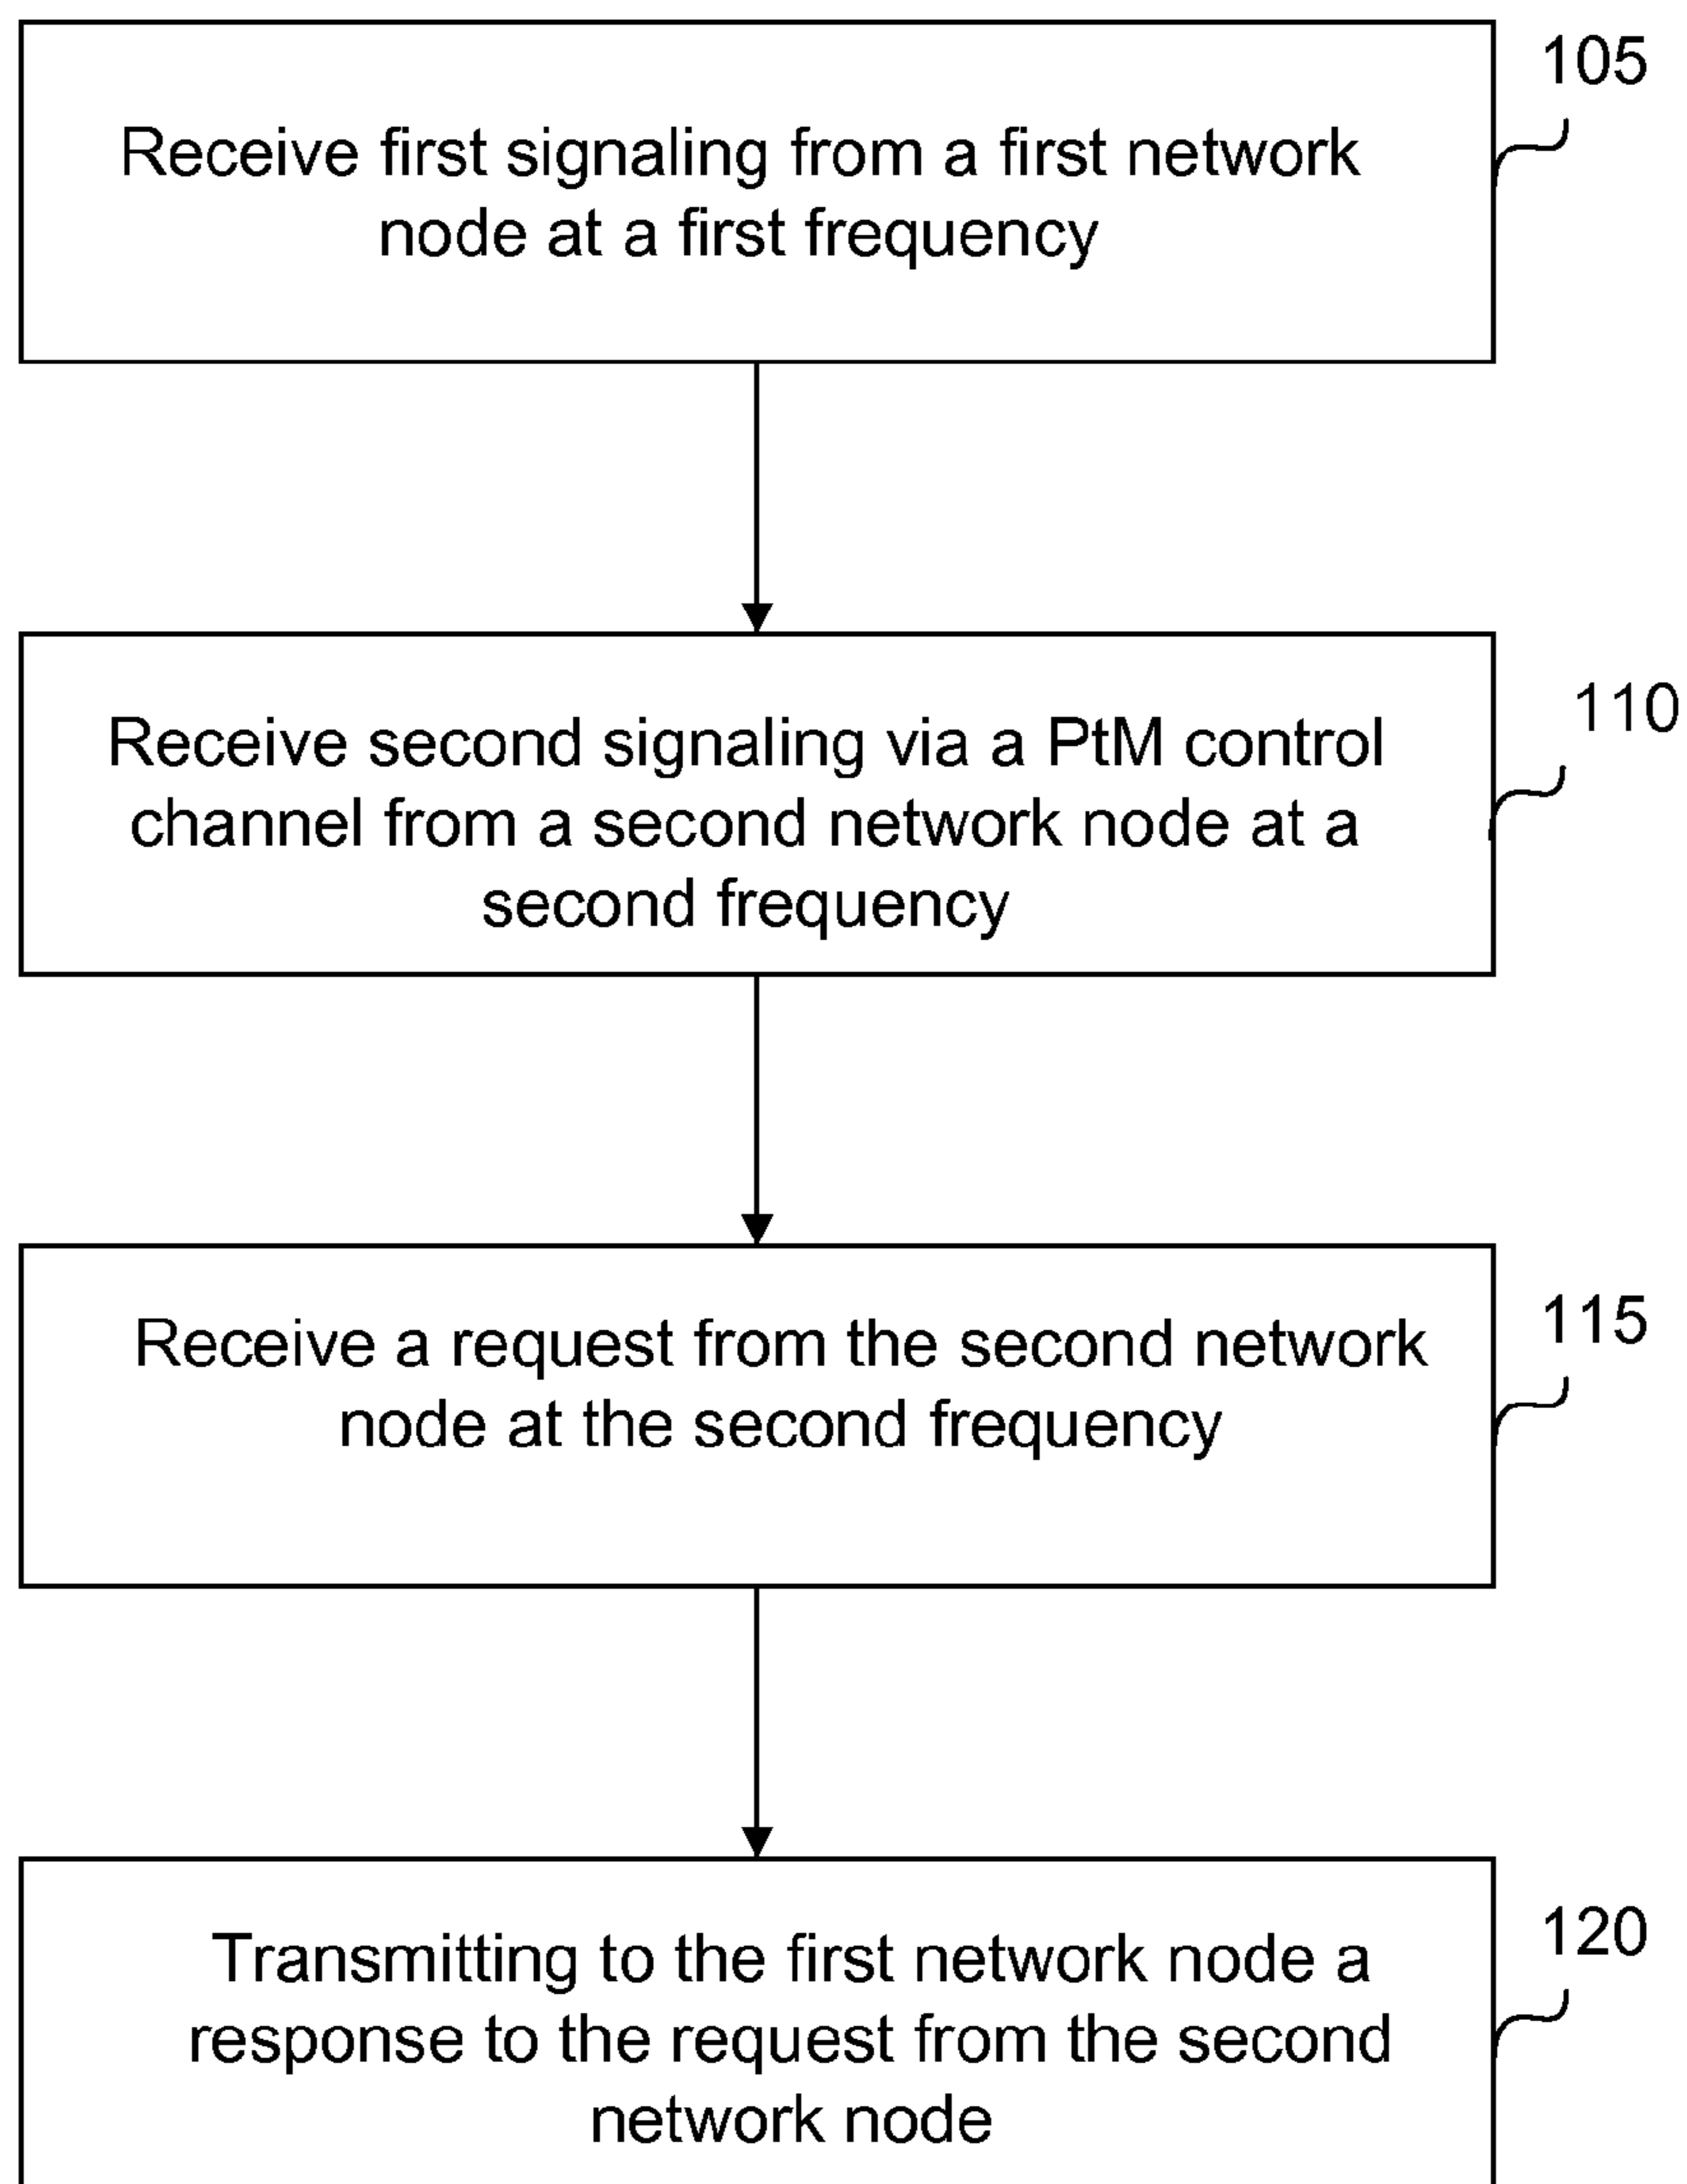 105
Receive first signaling from a first network
node at a first frequency
110
Receive second signaling via a PtM control
channel from a second network node at a
second frequency
115
Receive a request from the second network
node at the second frequency
120
Transmitting to the first network node a
response to the request from the second
network node